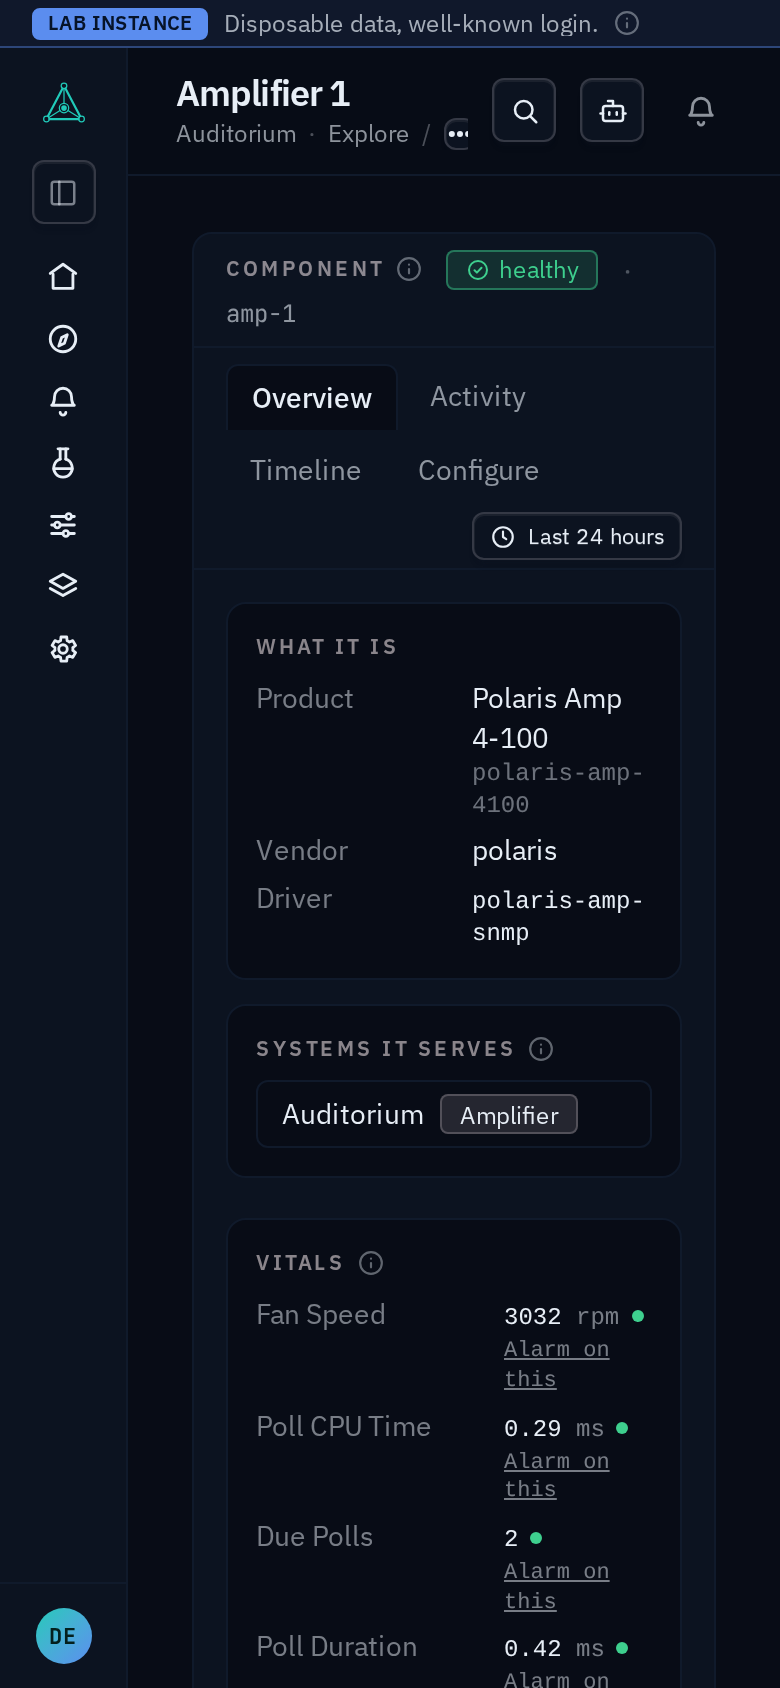 LAB INSTANCE Disposable data, well-known login.
Amplifier 1
Auditorium · Explore / •••
COMPONENT healthy ·
amp-1
Overview Activity
Timeline Configure
Last 24 hours
WHAT IT IS
Product Polaris Amp
4-100
polaris-amp-
4100
Vendor polaris
Driver polaris-amp-
snmp
SYSTEMS IT SERVES
Auditorium Amplifier
VITALS
Fan Speed 3032 rpm
Alarm on
this
Poll CPU Time 0.29 ms
Alarm on
this
Due Polls 2
Alarm on
this
Poll Duration 0.42 ms
Alarm on
DE